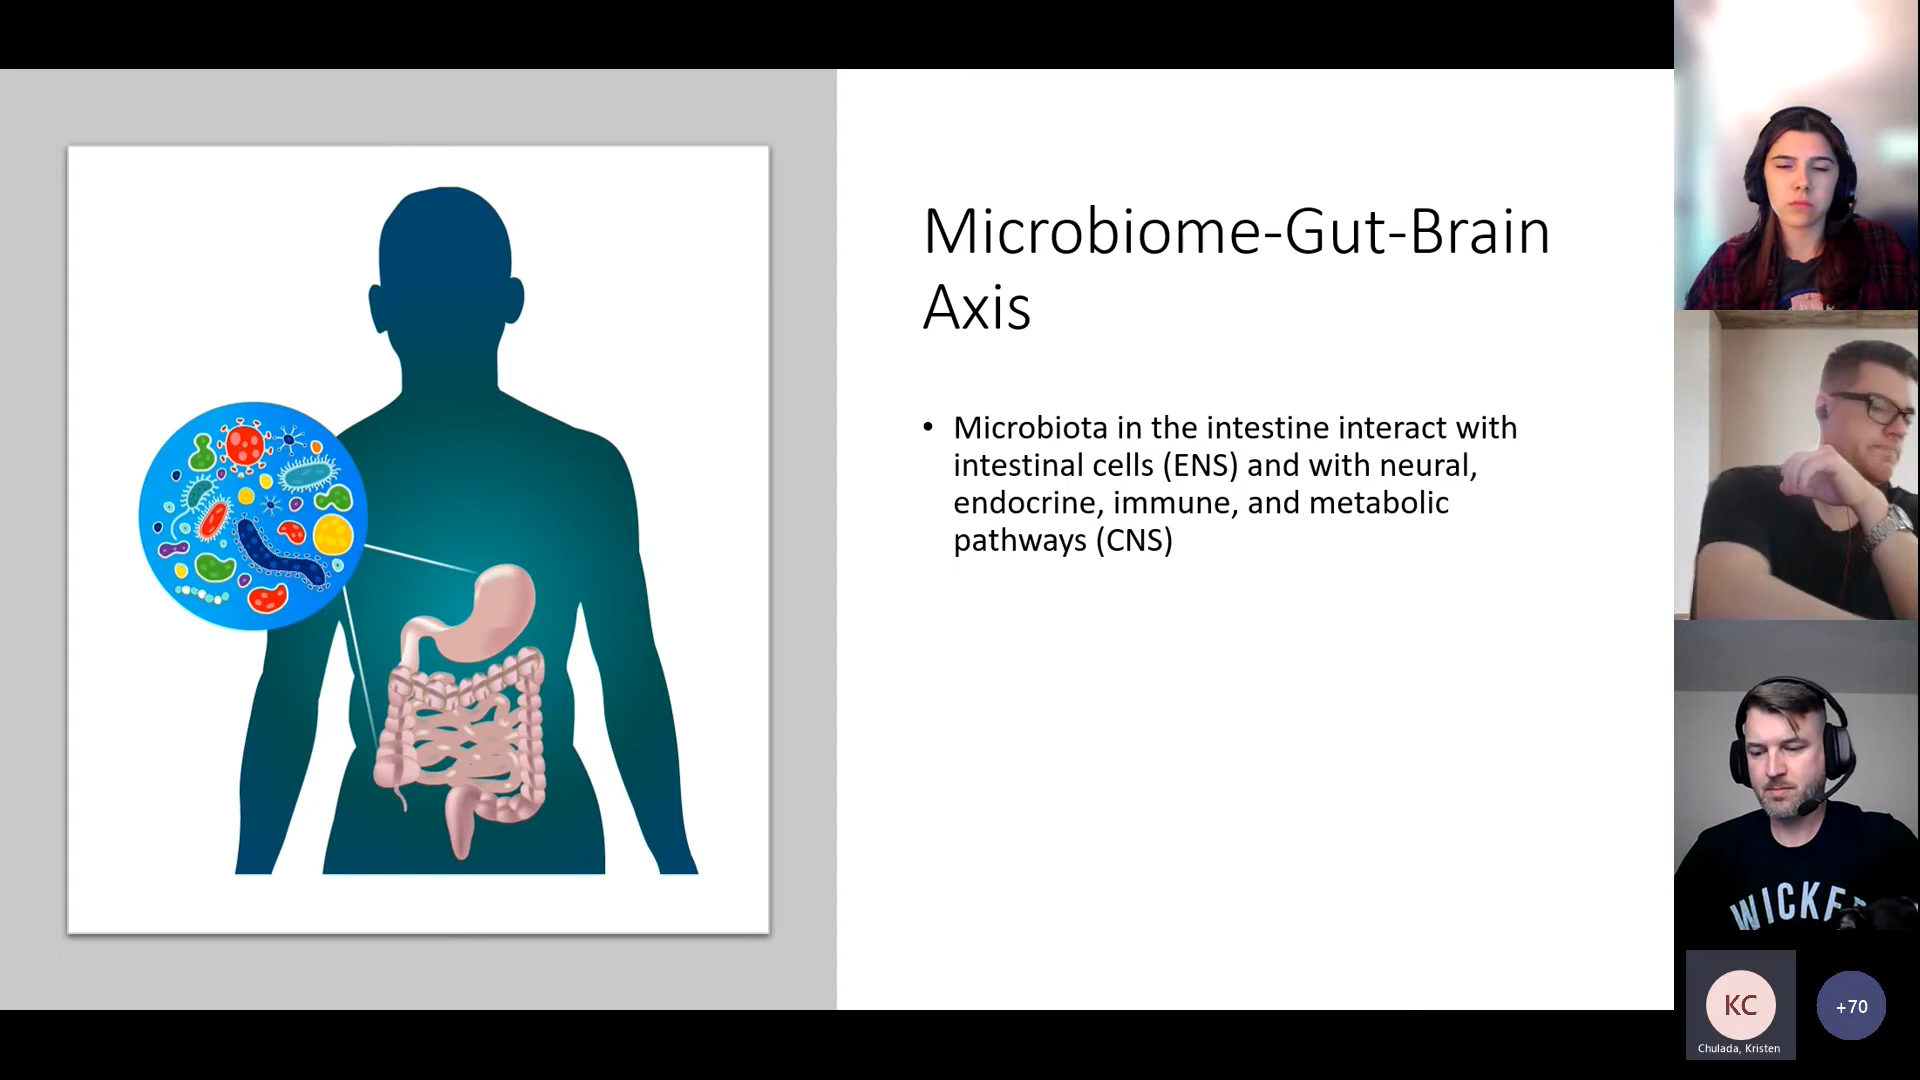 Microbiome-Gut-Brain
Axis
• Microbiota in the intestine interact with
intestinal cells (ENS) and with neural,
endocrine, immune, and metabolic
pathways (CNS)
KC
Chulada, Kristen
+70